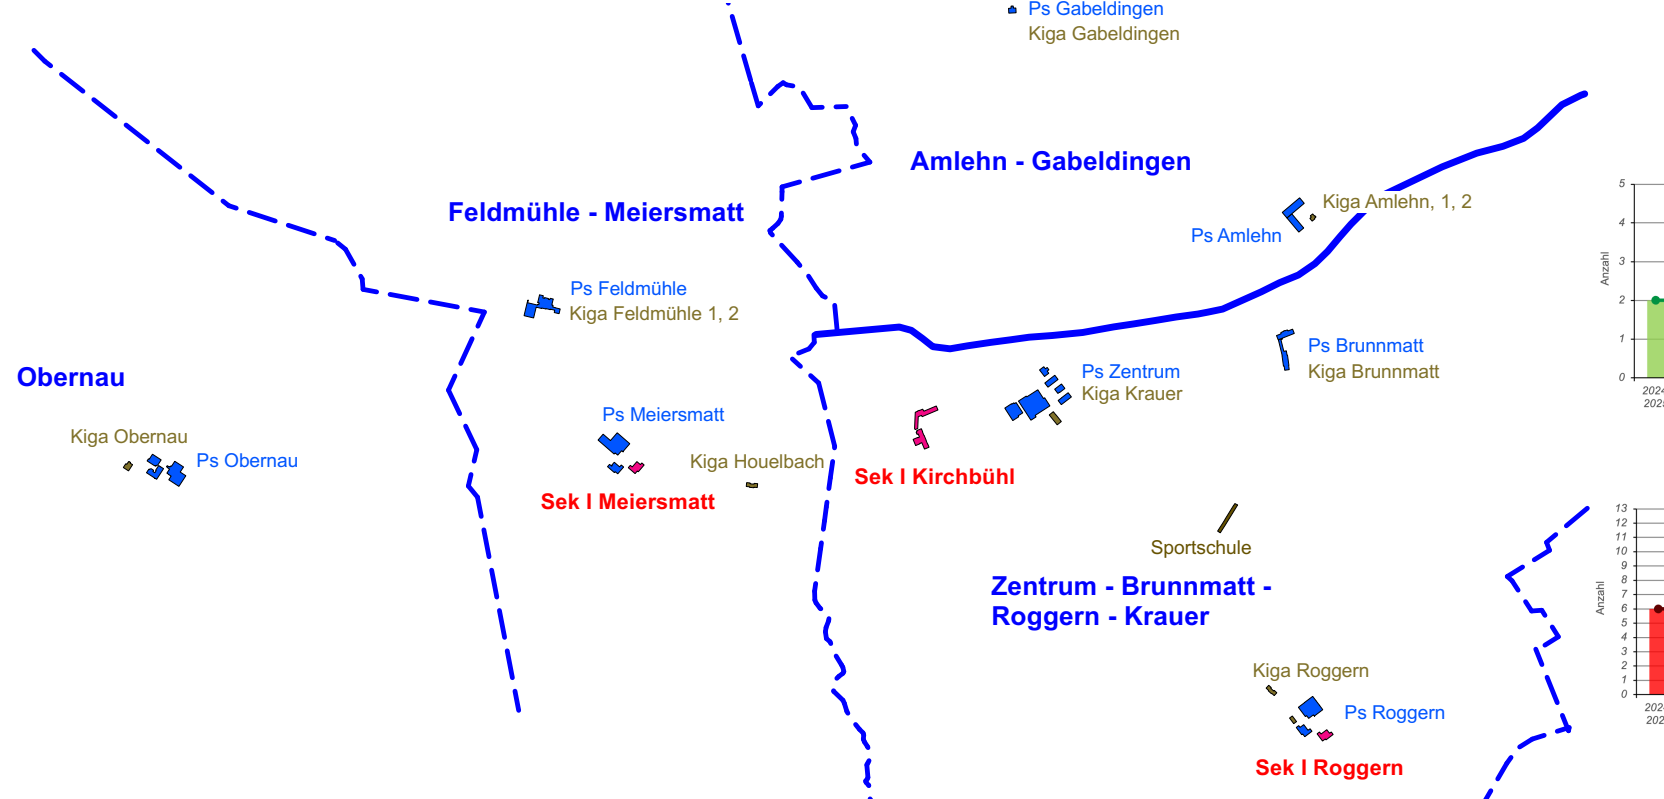 Ps Gabeldingen
Kiga Gabeldingen
Amlehn - Gabeldingen
Feldmühle - Meiersmatt
Kiga Amlehn, 1, 2
Ps Amlehn
Ps Feldmühle
Kiga Feldmühle 1, 2
Ps Brunnmatt
Kiga Brunnmatt
Obernau
Ps Zentrum
Kiga Krauer
Ps Meiersmatt
Kiga Obernau
Ps Obernau
Kiga Houelbach
Sek I Kirchbühl
Sek I Meiersmatt
Sportschule
Zentrum - Brunnmatt -
Roggern - Krauer
Kiga Roggern
Ps Roggern
Sek I Roggern
Anzahl
5
4
3
2
1
0
2024
2025
Anzahl
13
12
11
10
9
8
7
6
5
4
3
2
1
0